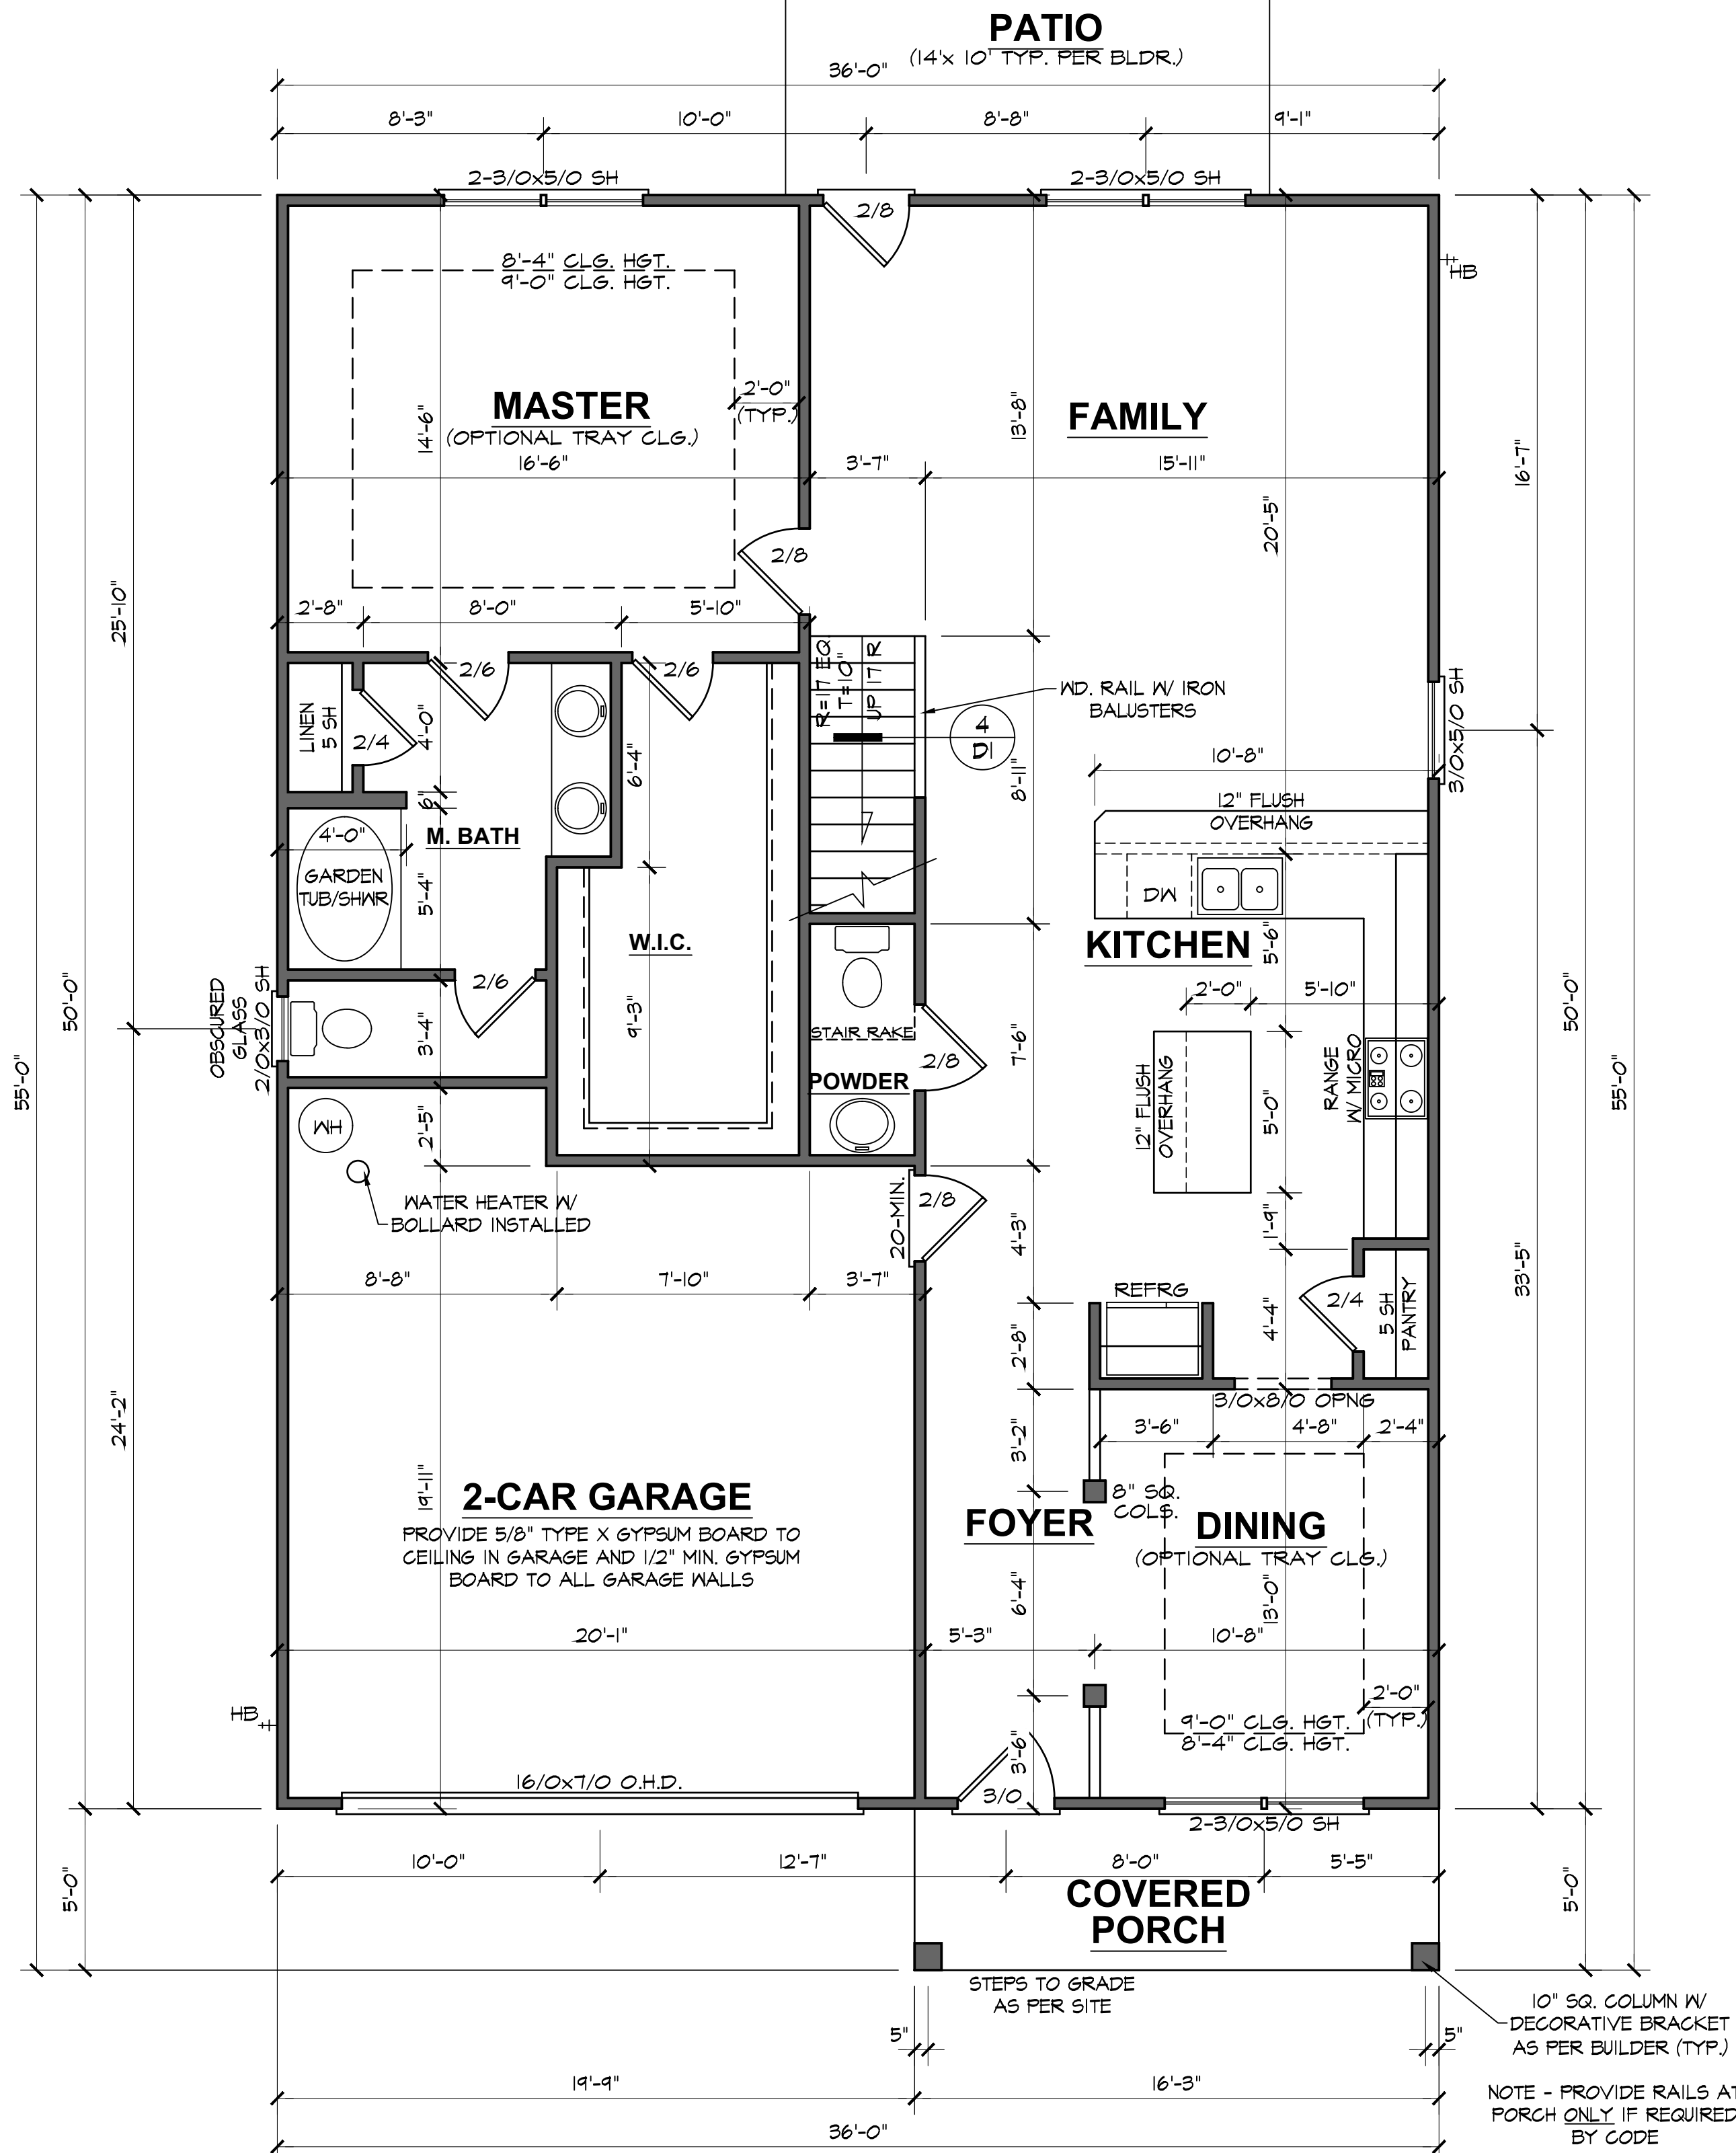 PATIO
(14'x 10' TYP. PER BLDR.)
36'-0"
8'-3"
10'-0"
8'-8"
9'-1"
2-3/0x5/0 SH
2-3/0x5/0 SH
2/8
HB
8'-4" CLG. HGT.
9'-0" CLG. HGT.
MASTER
(OPTIONAL TRAY CLG.)
2'-0"
(TYP.)
14'-6"
16'-6"
13'-8"
FAMILY
3'-7"
15'-11"
20'-5"
16'-7"
2/8
2'-8"
8'-0"
5'-10"
25'-10"
50'-0"
55'-0"
2/6
2/6
LINEN
5 SH
2/4
4'-0"
6"
6'-4"
R=17 EQ.
T=10"
UP 17 R
WD. RAIL W/ IRON
BALUSTERS
4
D1
8'-11"
10'-8"
3/0x5/0 SH
12" FLUSH
OVERHANG
4'-0"
M. BATH
GARDEN
TUB/SHWR
5'-4"
DW
KITCHEN
5'-6"
W.I.C.
OBSCURED
GLASS
2/0x3/0 SH
2/6
3'-4"
9'-3"
STAIR RAKE
2/8
POWDER
7'-6"
2'-0"
5'-10"
12" FLUSH
OVERHANG
5'-0"
RANGE
W/ MICRO
50'-0"
55'-0"
WH
2'-5"
WATER HEATER W/
BOLLARD INSTALLED
20-MIN.
2/8
4'-3"
1'-9"
8'-8"
7'-10"
3'-7"
REFRG
2/4
5 SH
PANTRY
4'-4"
2'-8"
33'-5"
24'-2"
3/0x8/0 OPNG
3'-6"
4'-8"
2'-4"
3'-2"
19'-11"
2-CAR GARAGE
PROVIDE 5/8" TYPE X GYPSUM BOARD TO
CEILING IN GARAGE AND 1/2" MIN. GYPSUM
BOARD TO ALL GARAGE WALLS
8" SQ.
COLS.
FOYER
DINING
(OPTIONAL TRAY CLG.)
6'-4"
13'-0"
20'-1"
5'-3"
10'-8"
2'-0"
(TYP.)
HB
9'-0" CLG. HGT.
8'-4" CLG. HGT.
3'-6"
16/0x7/0 O.H.D.
3/0
2-3/0x5/0 SH
10'-0"
12'-7"
8'-0"
5'-5"
5'-0"
5'-0"
COVERED
PORCH
STEPS TO GRADE
AS PER SITE
10" SQ. COLUMN W/
DECORATIVE BRACKET
AS PER BUILDER (TYP.)
5"
5"
19'-9"
16'-3"
NOTE - PROVIDE RAILS AT
PORCH ONLY IF REQUIRED
BY CODE
36'-0"